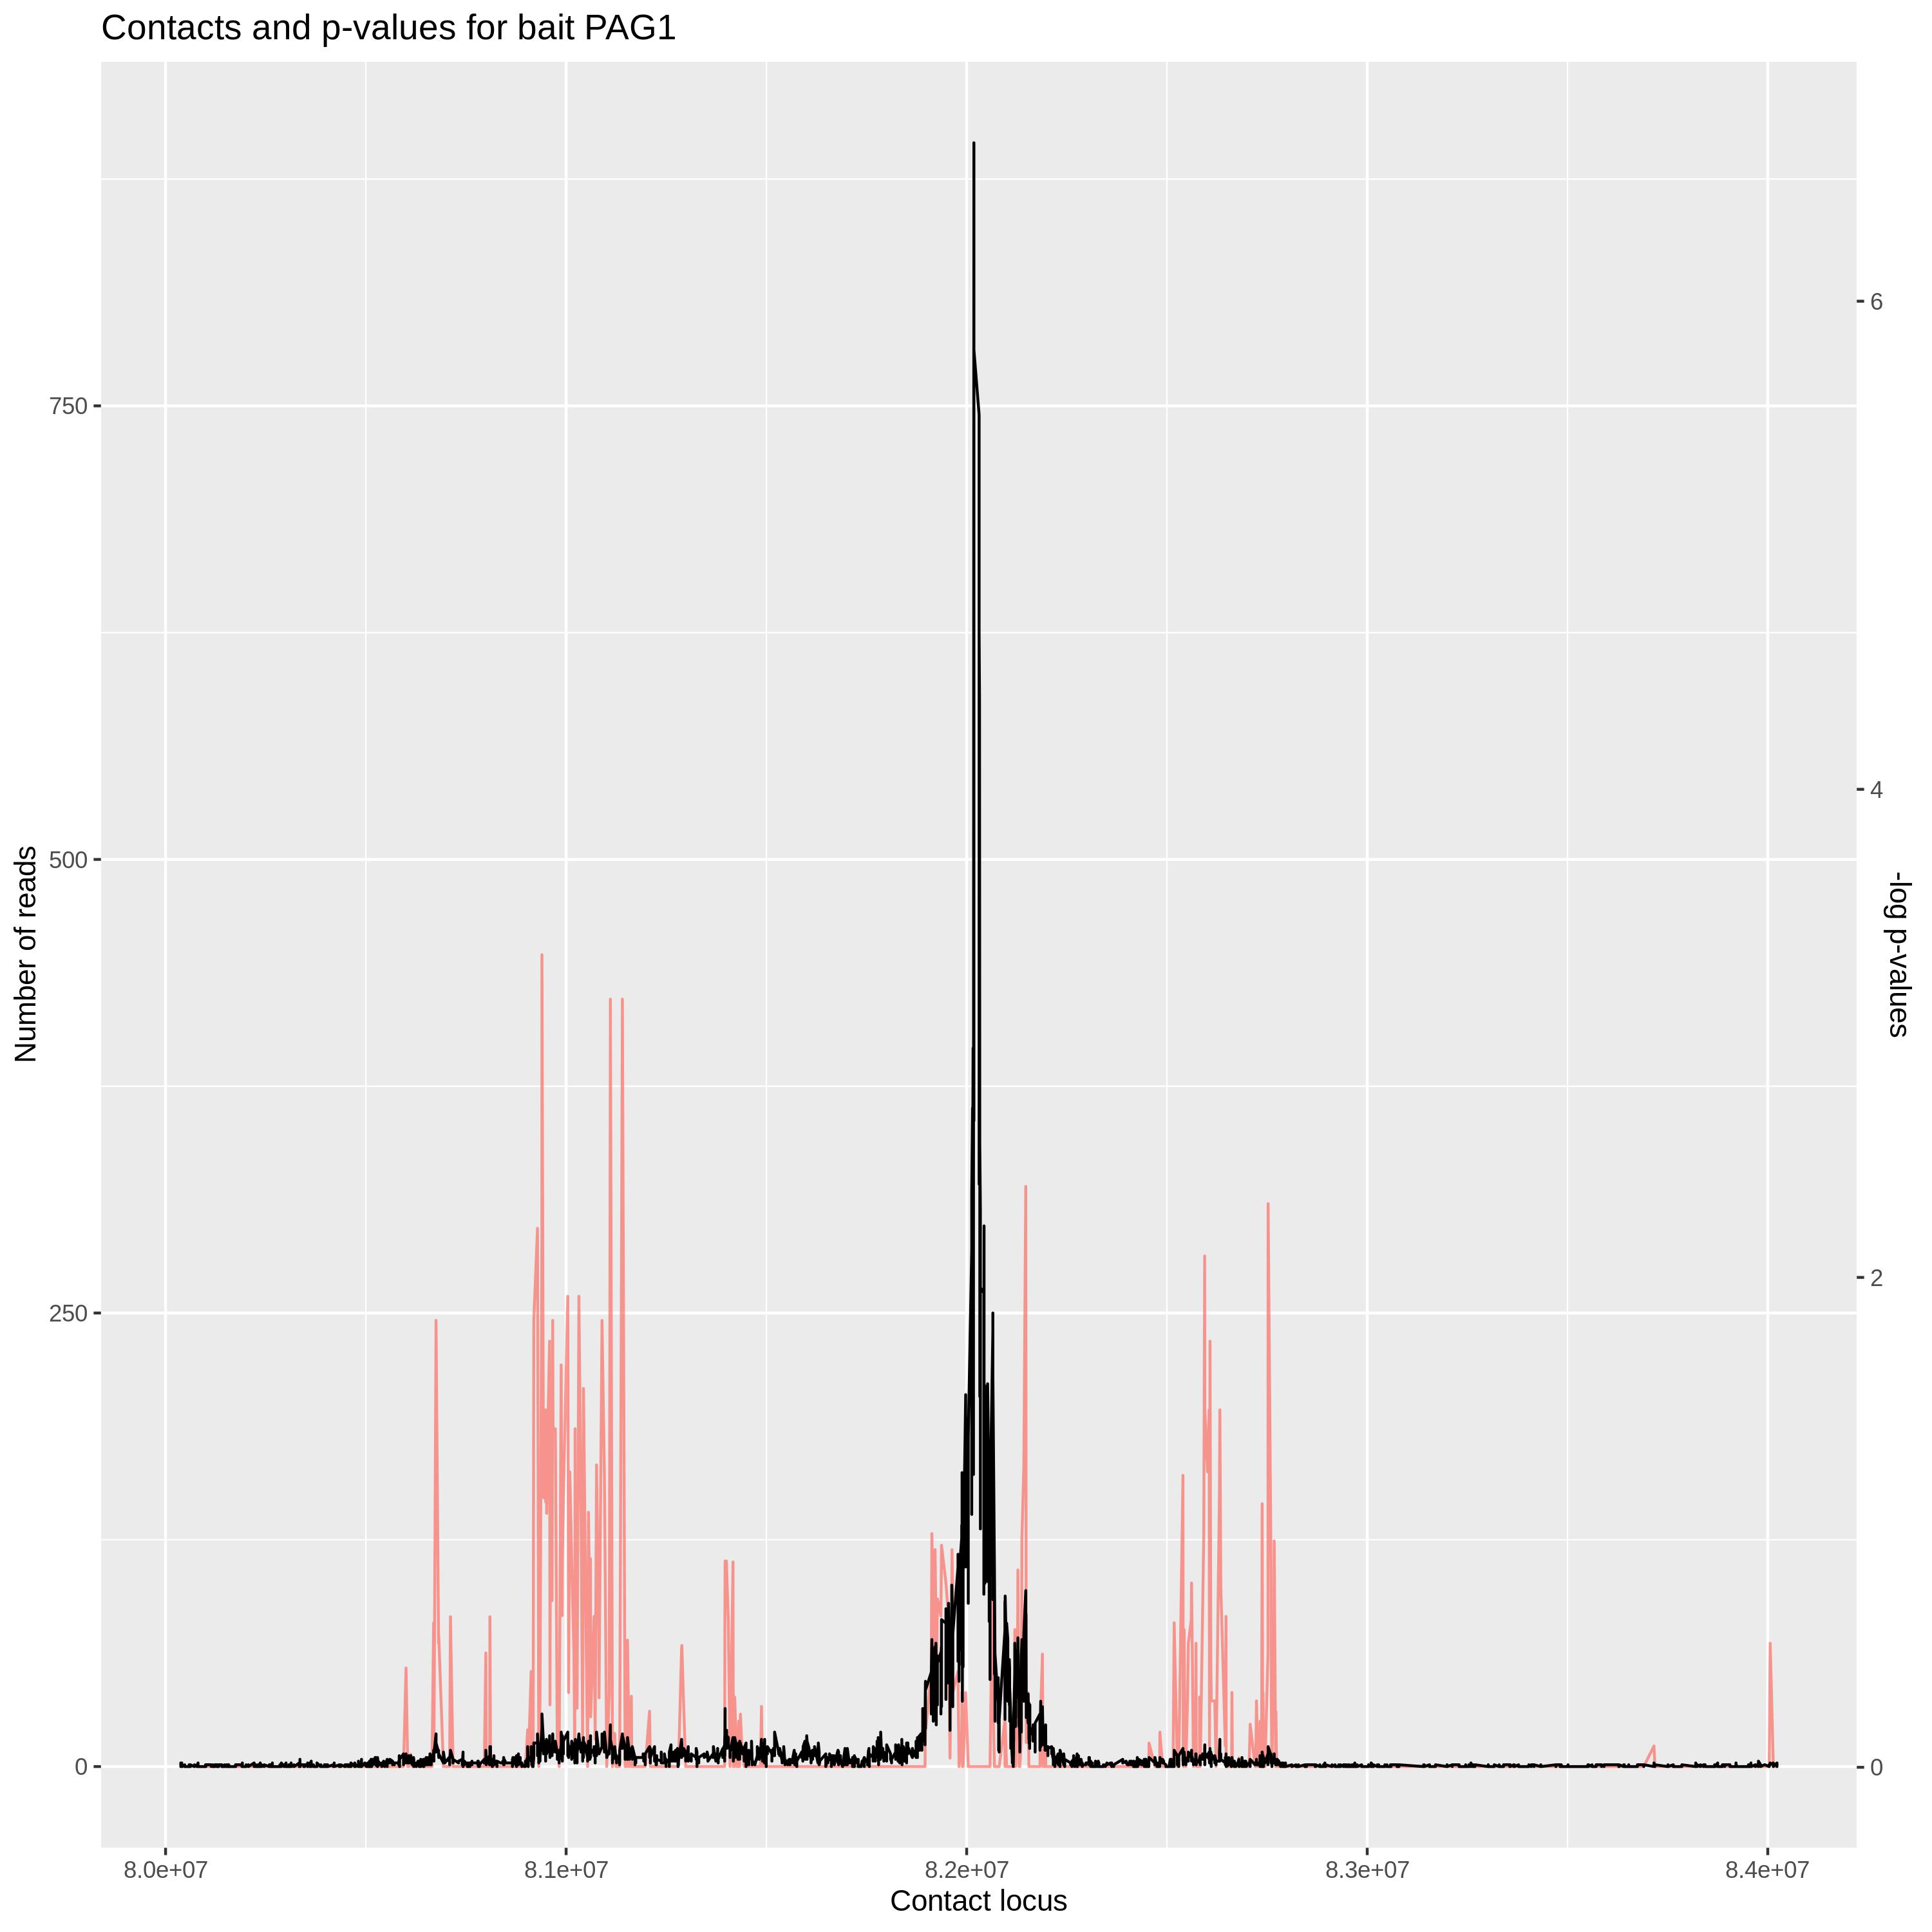 Contacts and p-values for bait PAG1
Number of reads
750
500
250
0
6
4
2
0
-log p-values
8.0e+07
8.1e+07
8.2e+07
8.3e+07
8.4e+07
Contact locus